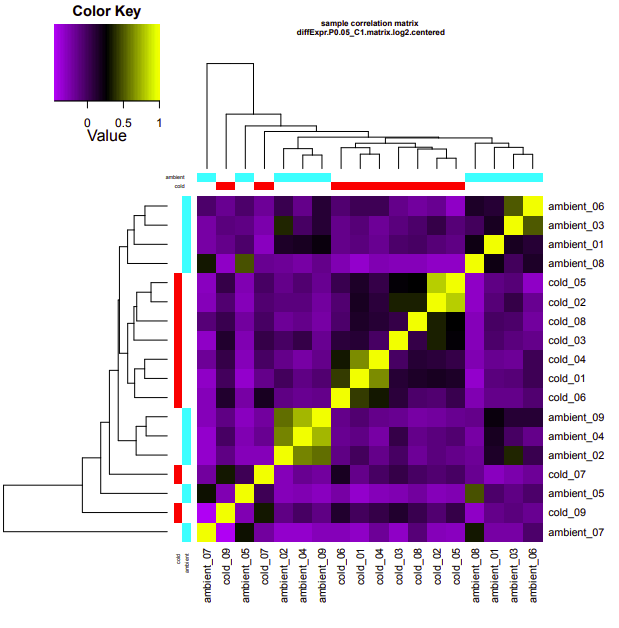 Color Key
0 0.5 1
Value
sample correlation matrix
diffExpr.P0.05_C1.matrix.log2.centered
ambient
cold
ambient_06
ambient_03
ambient_01
ambient_08
cold_05
cold_02
cold_08
cold_03
cold_04
cold_01
cold_06
ambient_09
ambient_04
ambient_02
cold_07
ambient_05
cold_09
ambient_07
cold
ambient
ambient_07
cold_09
ambient_05
cold_07
ambient_02
ambient_04
ambient_09
cold_06
cold_01
cold_04
cold_03
cold_08
cold_02
cold_05
ambient_08
ambient_01
ambient_03
ambient_06